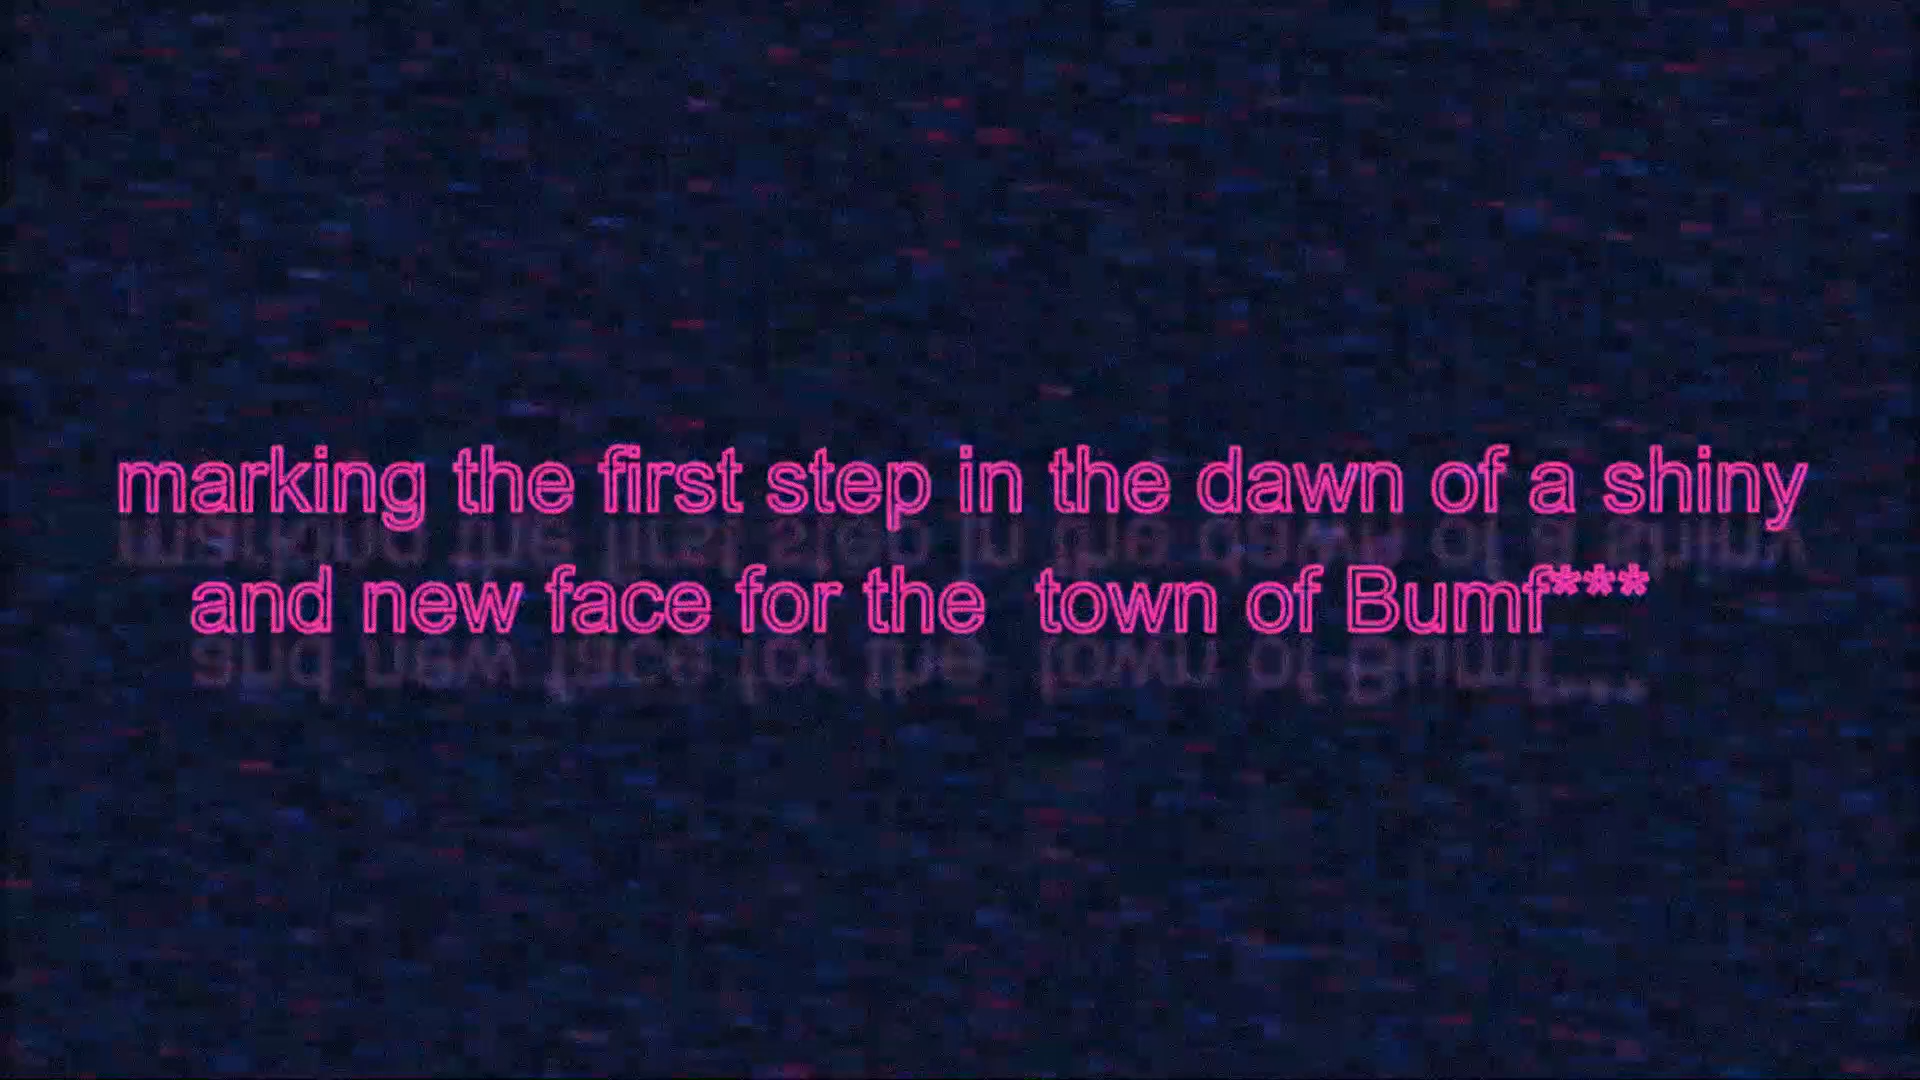 marking the first step in the dawn of a shiny
and new face for the  town of Bumf***